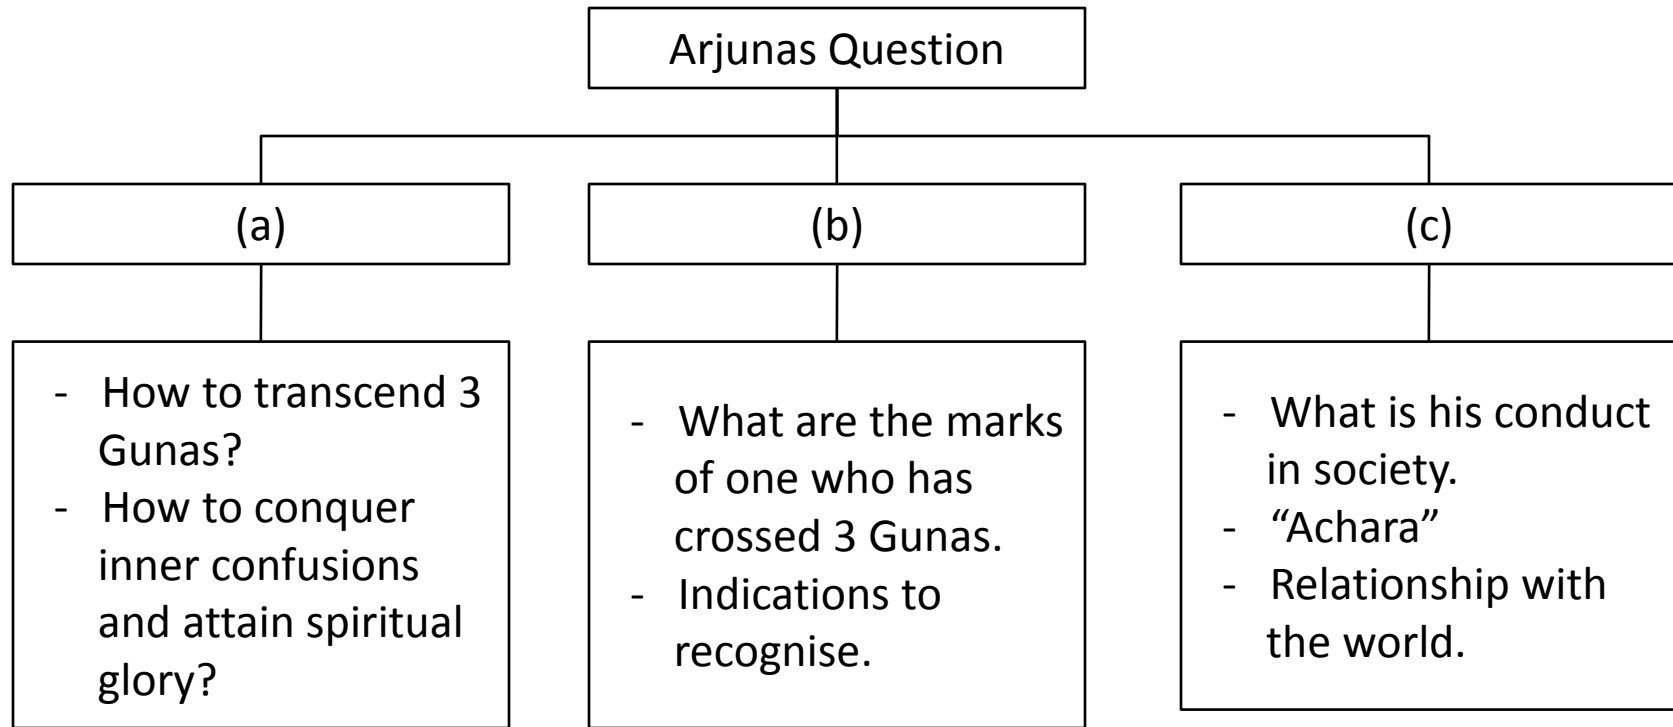 Arjunas Question
(a)
(b)
(c)
- How to transcend 3
Gunas?
- How to conquer
inner confusions
and attain spiritual
glory?
- What are the marks
of one who has
crossed 3 Gunas.
- Indications to
recognise.
- What is his conduct
in society.
- “Achara”
- Relationship with
the world.